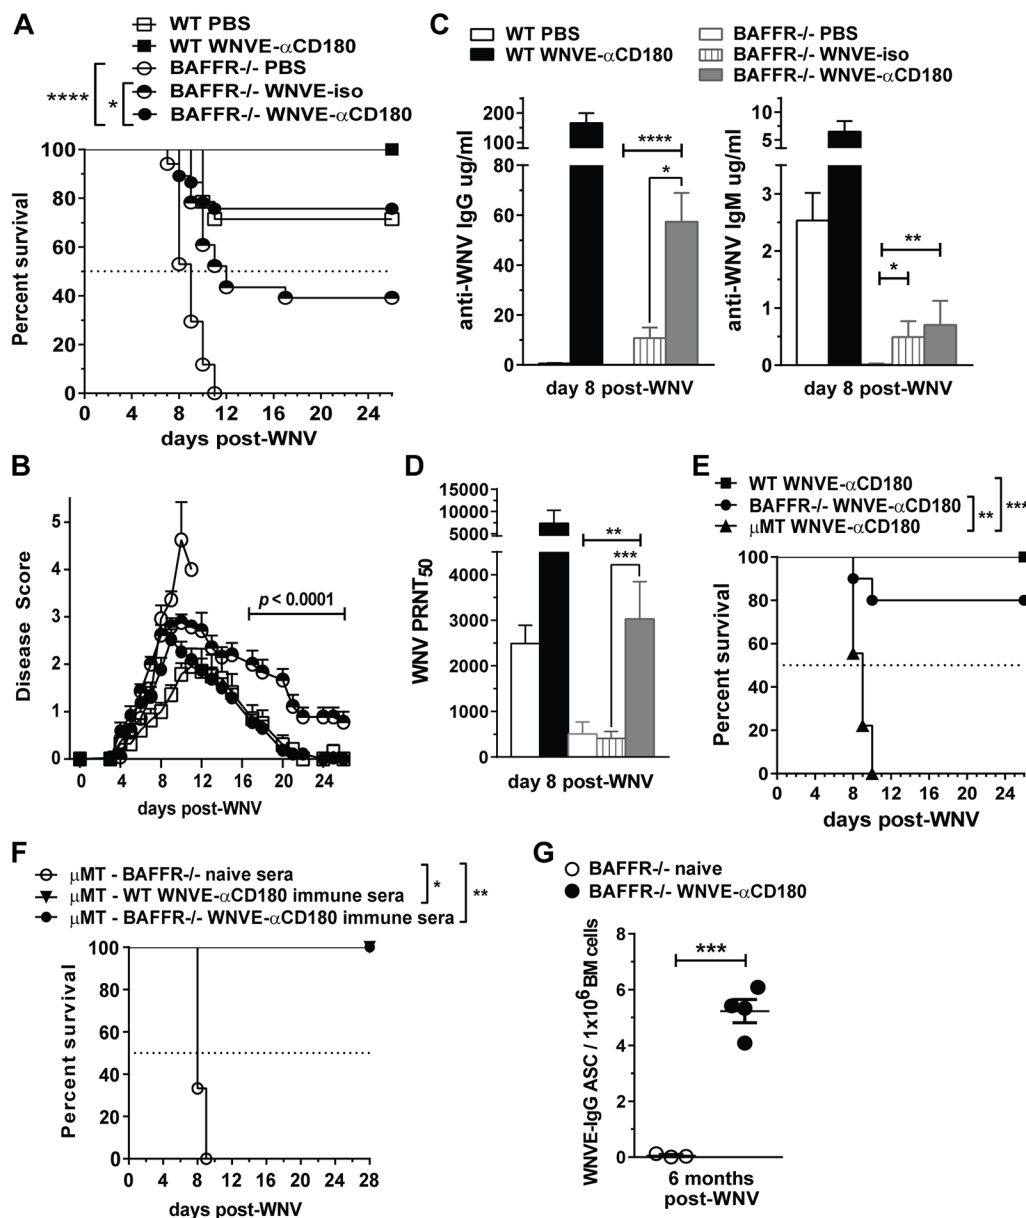 A
WT PBS
WT WNVE-αCD180
BAFFR-/- PBS
BAFFR-/- WNVE-iso
BAFFR-/- WNVE-αCD180
****
*
Percent survival
100
80
60
40
20
0
0 4 8 12 16 20 24
days post-WNV
C
WT PBS
WT WNVE-αCD180
BAFFR-/- PBS
BAFFR-/- WNVE-iso
BAFFR-/- WNVE-αCD180
anti-WNV IgG ug/ml
200
150
100
50
80
60
40
20
0
****
*
day 8 post-WNV
anti-WNV IgM ug/ml
10
5
3
2
1
0
**
*
day 8 post-WNV
B
Disease Score
6
5
4
3
2
1
0
p < 0.0001
0 4 8 12 16 20 24
days post-WNV
D
WNV PRNT50
15000
10000
5000
4000
3000
2000
1000
0
**
***
day 8 post-WNV
E
WT WNVE-αCD180
BAFFR-/- WNVE-αCD180
μMT WNVE-αCD180
**
***
Percent survival
100
80
60
40
20
0
0 4 8 12 16 20 24
days post-WNV
F
μMT - BAFFR-/- naive sera
μMT - WT WNVE-αCD180 immune sera
μMT - BAFFR-/- WNVE-αCD180 immune sera
*
**
Percent survival
100
80
60
40
20
0
0 4 8 12 16 20 24 28
days post-WNV
G
BAFFR-/- naive
BAFFR-/- WNVE-αCD180
WNVE-IgG ASC / 1x10⁶ BM cells
8
6
4
2
0
***
6 months
post-WNV